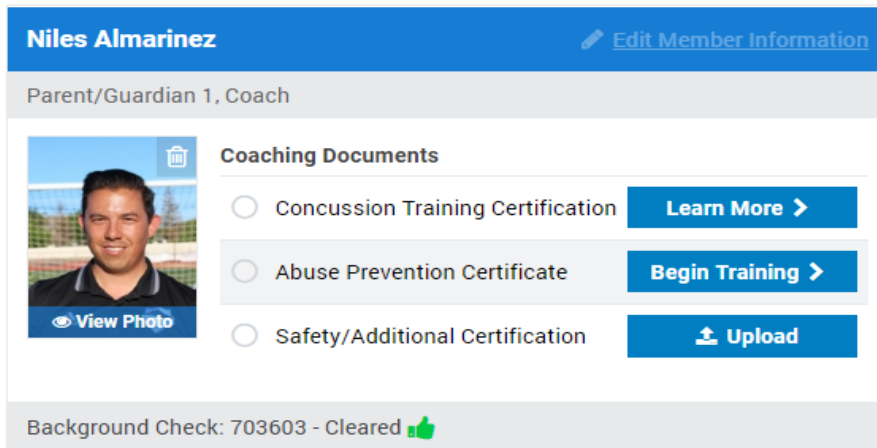 Niles Almarinez
Edit Member Information
Parent/Guardian 1, Coach
Coaching Documents
Concussion Training Certification
Learn More
Abuse Prevention Certificate
Begin Training
Safety/Additional Certification
Upload
View Photo
Background Check: 703603 - Cleared